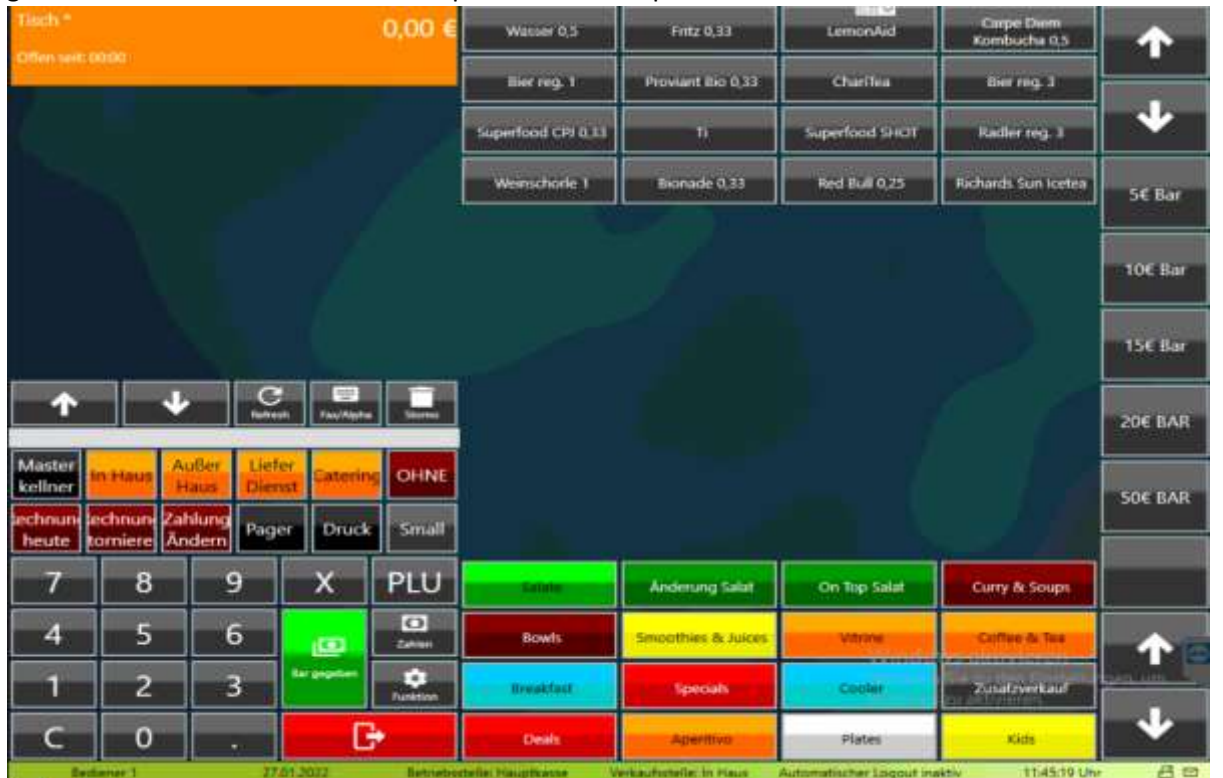 Tisch *
0,00 €
Offen seit: 00:00
Wasser 0,5
Fritz 0,33
LemonAid
Carpe Diem
Kombucha 0,5
Bier reg. 1
Proviant Bio 0,33
ChariTea
Bier reg. 3
Superfood CPJ 0,33
Ti
Superfood SHOT
Radler reg. 3
Weinschorle 1
Bionade 0,33
Red Bull 0,25
Richards Sun Icetea
5€ Bar
10€ Bar
15€ Bar
20€ BAR
50€ BAR
Refresh
Fax/Alpha
Storno
Master
kellner
In Haus
Außer
Haus
Liefer
Dienst
Catering
OHNE
echnun
heute
echnun
torniere
Zahlung
Ändern
Pager
Druck
Small
7 8 9 X PLU
4 5 6
Zahlen
Bar gegeben
1 2 3
Funktion
C 0 .
Salate
Änderung Salat
On Top Salat
Curry & Soups
Bowls
Smoothies & Juices
Vitrine
Coffee & Tea
Breakfast
Specials
Cooler
Zusatzverkauf
Deals
Aperitivo
Plates
Kids
Bediener 1
27.01.2022
Betriebsstelle: Hauptkasse
Verkaufsstelle: In Haus
Automatischer Logout inaktiv
11:45:19 Uhr